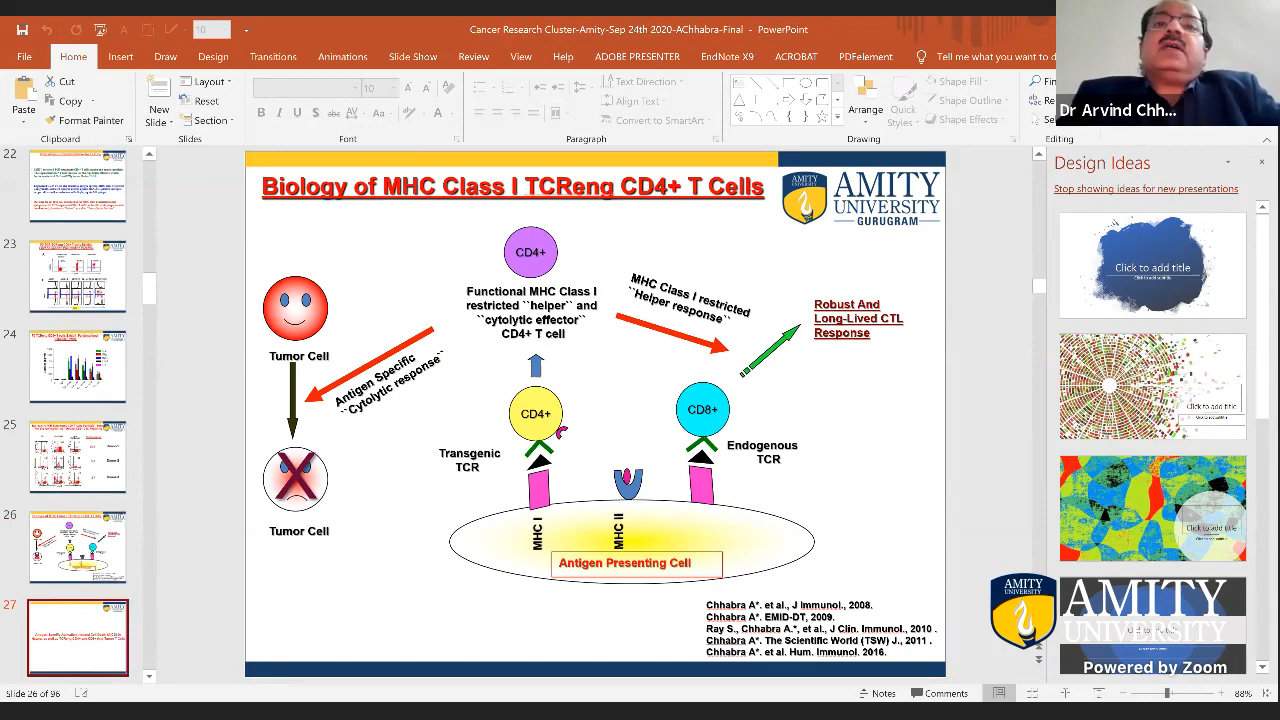 Cancer Research Cluster-Amity-Sep 24th 2020-AChhabra-Final - PowerPoint
10
File Home Insert Draw Design Transitions Animations Slide Show Review View Help ADOBE PRESENTER EndNote X9 ACROBAT PDFelement Tell me what you want to d
Paste
Cut
Copy
Format Painter
Clipboard
New
Slide
Layout
Reset
Section
Slides
10
B I U S
Font
Text Direction
Align Text
Convert to SmartArt
Paragraph
Arrange
Quick
Styles
Shape Fill
Shape Outline
Shape Effects
Drawing
Editing
Dr Arvind Chh...
22
23
24
25
26
27
Biology of MHC Class I TCReng CD4+ T Cells
AMITY
UNIVERSITY
GURUGRAM
CD4+
Functional MHC Class I
restricted ``helper`` and
``cytolytic effector``
CD4+ T cell
MHC Class I restricted
``Helper response``
Robust And
Long-Lived CTL
Response
Tumor Cell
Antigen Specific
``Cytolytic response``
CD4+
CD8+
Transgenic
TCR
Endogenous
TCR
Tumor Cell
MHC I
MHC II
Antigen Presenting Cell
Chhabra A*. et al., J Immunol., 2008.
Chhabra A*. EMID-DT, 2009.
Ray S., Chhabra A.*, et al., J Clin. Immunol., 2010 .
Chhabra A*. The Scientific World (TSW) J., 2011 .
Chhabra A*. et al. Hum. Immunol. 2016.
Design Ideas
Stop showing ideas for new presentations
Click to add title
Click to add subtitle
Click to add title
Click to add title
AMITY
UNIVERSITY
AMITY
UNIVERSITY
Powered by Zoom
Slide 26 of 96
Notes
Comments
88%